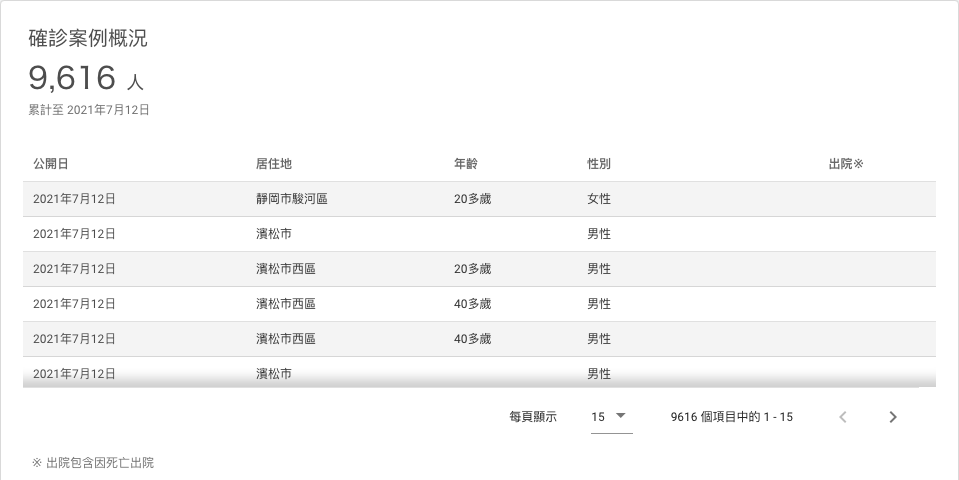 確診案例概況
9,616 人
累計至 2021年7月12日
公開日 居住地 年齡 性別 出院※
2021年7月12日 靜岡市駿河區 20多歲 女性
2021年7月12日 濱松市 男性
2021年7月12日 濱松市西區 20多歲 男性
2021年7月12日 濱松市西區 40多歲 男性
2021年7月12日 濱松市西區 40多歲 男性
2021年7月12日 濱松市 男性
每頁顯示 15 9616 個項目中的 1 - 15
※ 出院包含因死亡出院